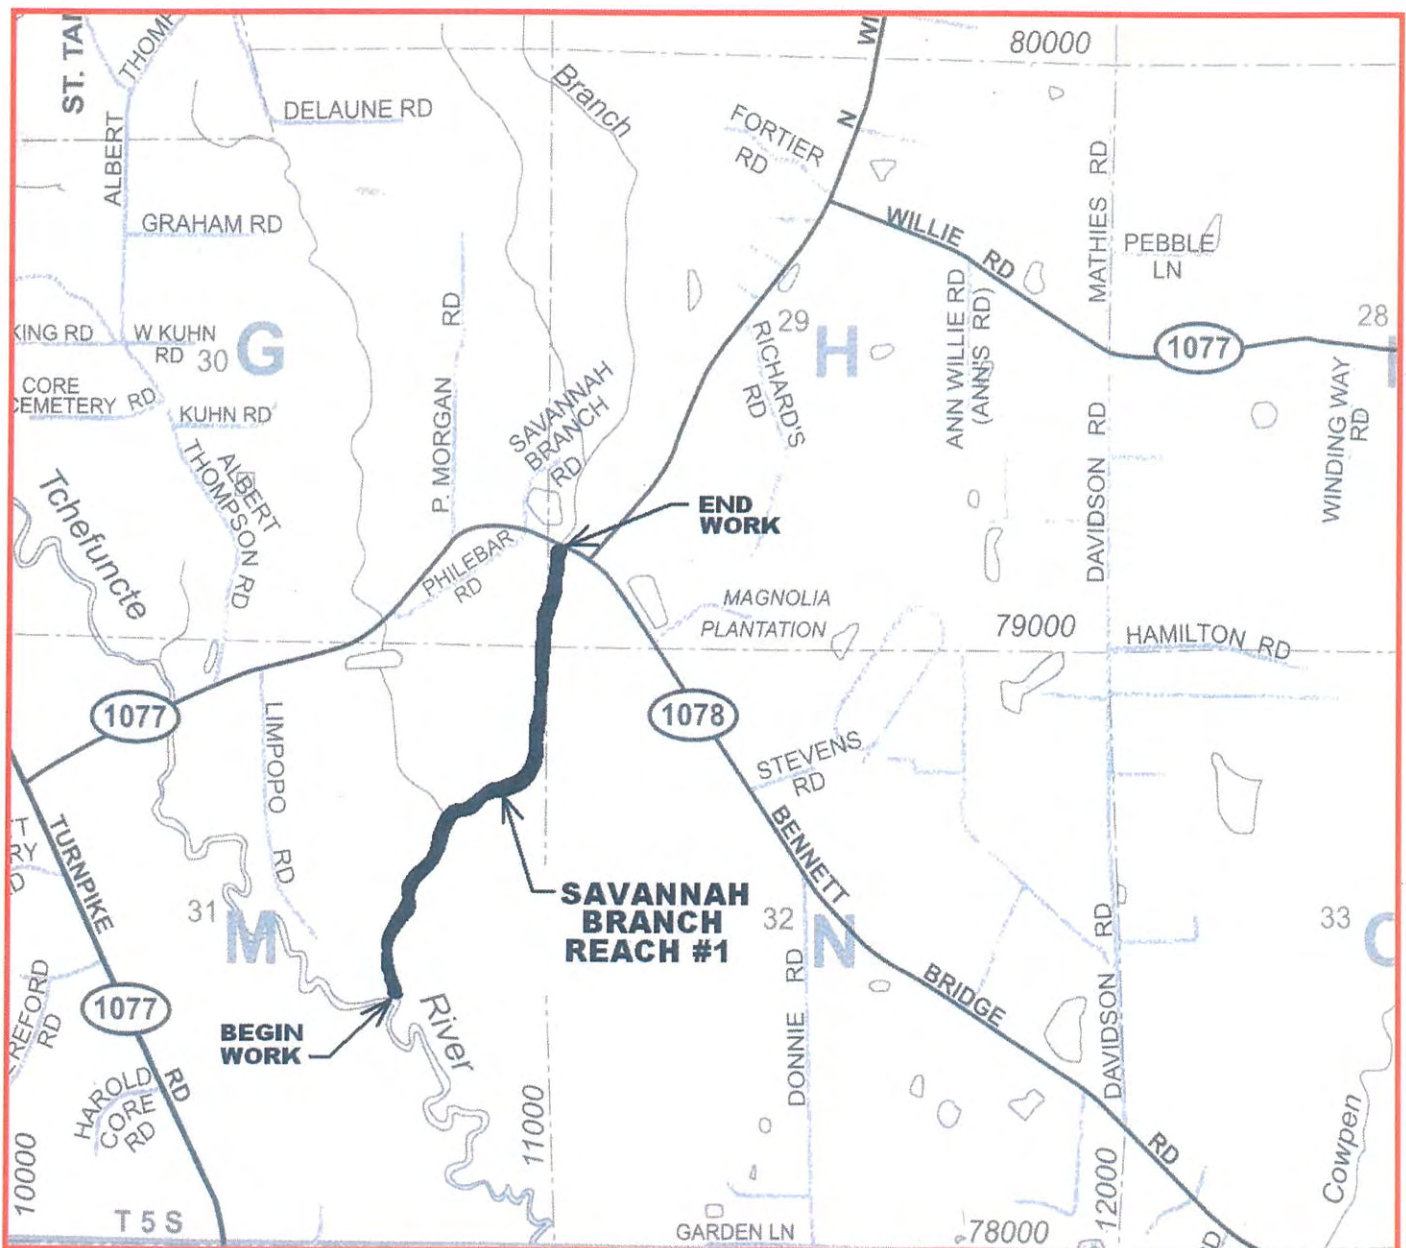 ST. TAI
THOMP
DELAUNE RD
Branch
WI
80000
FORTIER
RD
N
ALBERT
GRAHAM RD
MATHIES RD
WILLIE
RD
PEBBLE
LN
KING RD
W KUHN
RD
30
G
P. MORGAN RD
29
H
RICHARD'S
RD
ANN WILLIE RD
(ANN'S RD)
1077
28
CORE
CEMETERY RD
KUHN RD
SAVANNAH
BRANCH
RD
DAVIDSON RD
WINDING WAY
RD
Tchefuncte
ALBERT
THOMPSON RD
END
WORK
PHILEBAR
RD
MAGNOLIA
PLANTATION
79000
HAMILTON RD
1077
LIMPOPO RD
1078
STEVENS
RD
TURNPIKE
RD
BENNETT
BRIDGE
RD
31
M
SAVANNAH
BRANCH
REACH #1
32
N
DONNIE RD
DAVIDSON RD
33
1077
BEGIN
WORK
River
REFORD
RD
HAROLD
CORE
RD
10000
11000
12000
Cowpen
T 5 S
GARDEN LN
78000